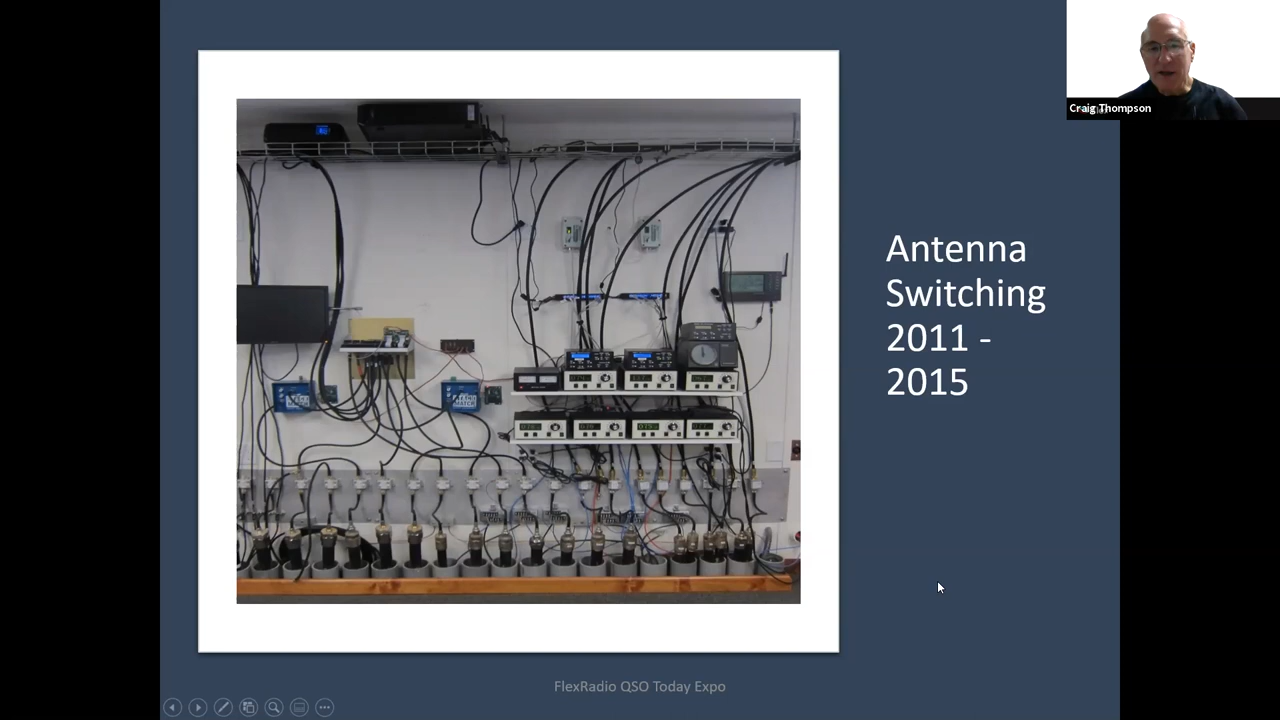 Craig Thompson
Antenna
Switching
2011 -
2015
FlexRadio QSO Today Expo